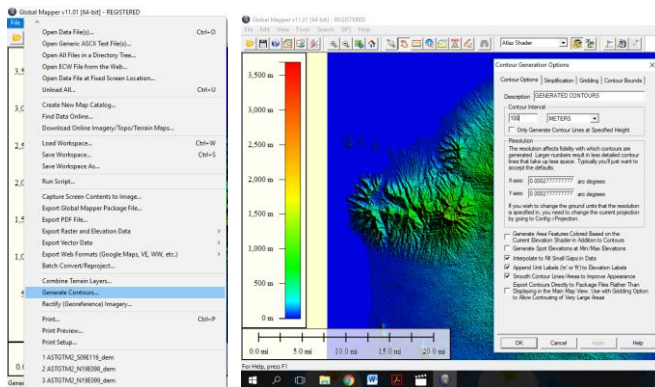 Global Mapper v11.01 [64-bit] - REGISTERED
File
Open Data File(s)... Ctrl+O
Open Generic ASCII Text File(s)...
Open All Files in a Directory Tree...
Open ECW File from the Web...
Open Data File at Fixed Screen Location...
Unload All... Ctrl+U
Create New Map Catalog...
Find Data Online...
Download Online Imagery/Topo/Terrain Maps...
Load Workspace... Ctrl+W
Save Workspace... Ctrl+S
Save Workspace As...
Run Script...
Capture Screen Contents to Image...
Export Global Mapper Package File...
Export PDF File...
Export Raster and Elevation Data
Export Vector Data
Export Web Formats (Google Maps, VE, WW, etc.)
Batch Convert/Reproject...
Combine Terrain Layers...
Generate Contours...
Rectify (Georeference) Imagery...
Print... Ctrl+P
Print Preview...
Print Setup...
1 ASTGTM2_S09E116_dem
2 ASTGTM2_N19E098_dem
3 ASTGTM2_N19E099_dem
Global Mapper v11.01 [64-bit] - REGISTERED
File Edit View Tools Search GPS Help
Atlas Shader
3,500 m
3,000 m
2,500 m
2,000 m
1,500 m
1,000 m
500 m
0 m
0.0 mi 5.0 mi 10.0 mi 15.0 mi 20.0 mi
For Help, press F1
Contour Generation Options
Contour Options Simplification Gridding Contour Bounds
Description GENERATED CONTOURS
Contour Interval
100 METERS
Only Generate Contour Lines at Specified Height
Resolution
The resolution affects fidelity with which contours are
generated. Larger numbers result in less detailed contour
lines that take up less space. Typically you'll just want to
accept the defaults.
X-axis: 0.0002777777777 arc degrees
Y-axis: 0.0002777777777 arc degrees
If you wish to change the ground units that the resolution
is specified in, you need to change the current projection
by going to Config->Projection.
Generate Area Features Colored Based on the
Current Elevation Shader in Addition to Contours
Generate Spot Elevations at Min/Max Elevations
Interpolate to Fill Small Gaps in Data
Append Unit Labels ('m' or 'ft') to Elevation Labels
Smooth Contour Lines/Areas to Improve Appearance
Export Contours Directly to Package Files Rather Than
Displaying in the Main Map View. Use with Gridding Option
to Allow Contouring of Very Large Areas
OK Cancel Apply Help